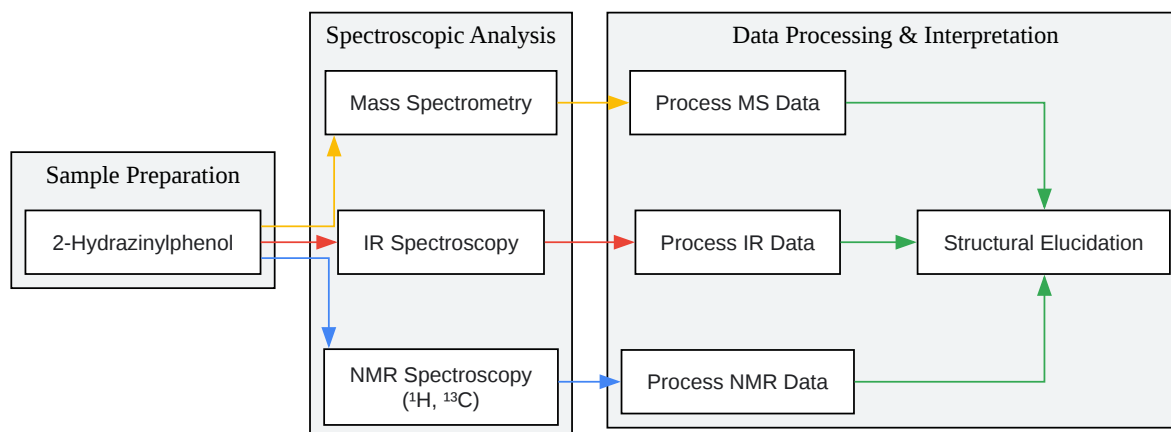 Sample Preparation
2-Hydrazinylphenol
Spectroscopic Analysis
Mass Spectrometry
IR Spectroscopy
NMR Spectroscopy
(¹H, ¹³C)
Data Processing & Interpretation
Process MS Data
Process IR Data
Process NMR Data
Structural Elucidation